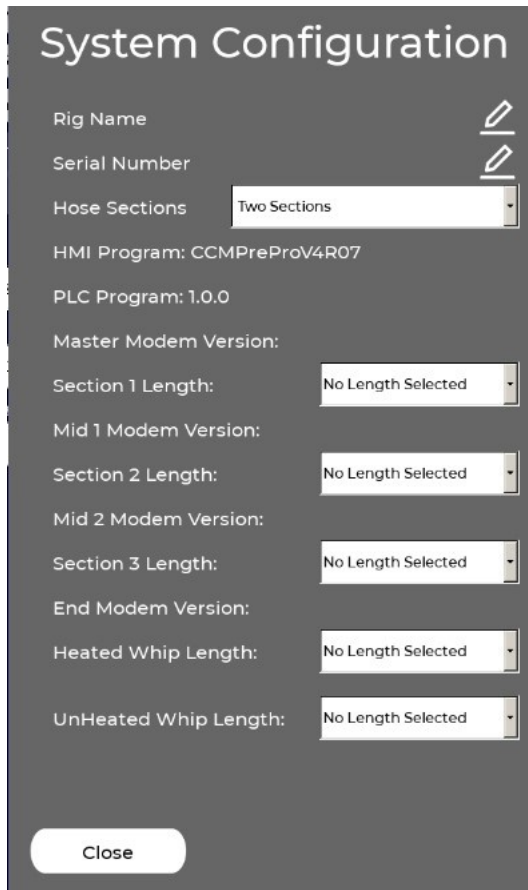 System Configuration
Rig Name
Serial Number
Hose Sections Two Sections
HMI Program: CCMPreProV4R07
PLC Program: 1.0.0
Master Modem Version:
Section 1 Length: No Length Selected
Mid 1 Modem Version:
Section 2 Length: No Length Selected
Mid 2 Modem Version:
Section 3 Length: No Length Selected
End Modem Version:
Heated Whip Length: No Length Selected
UnHeated Whip Length: No Length Selected
Close